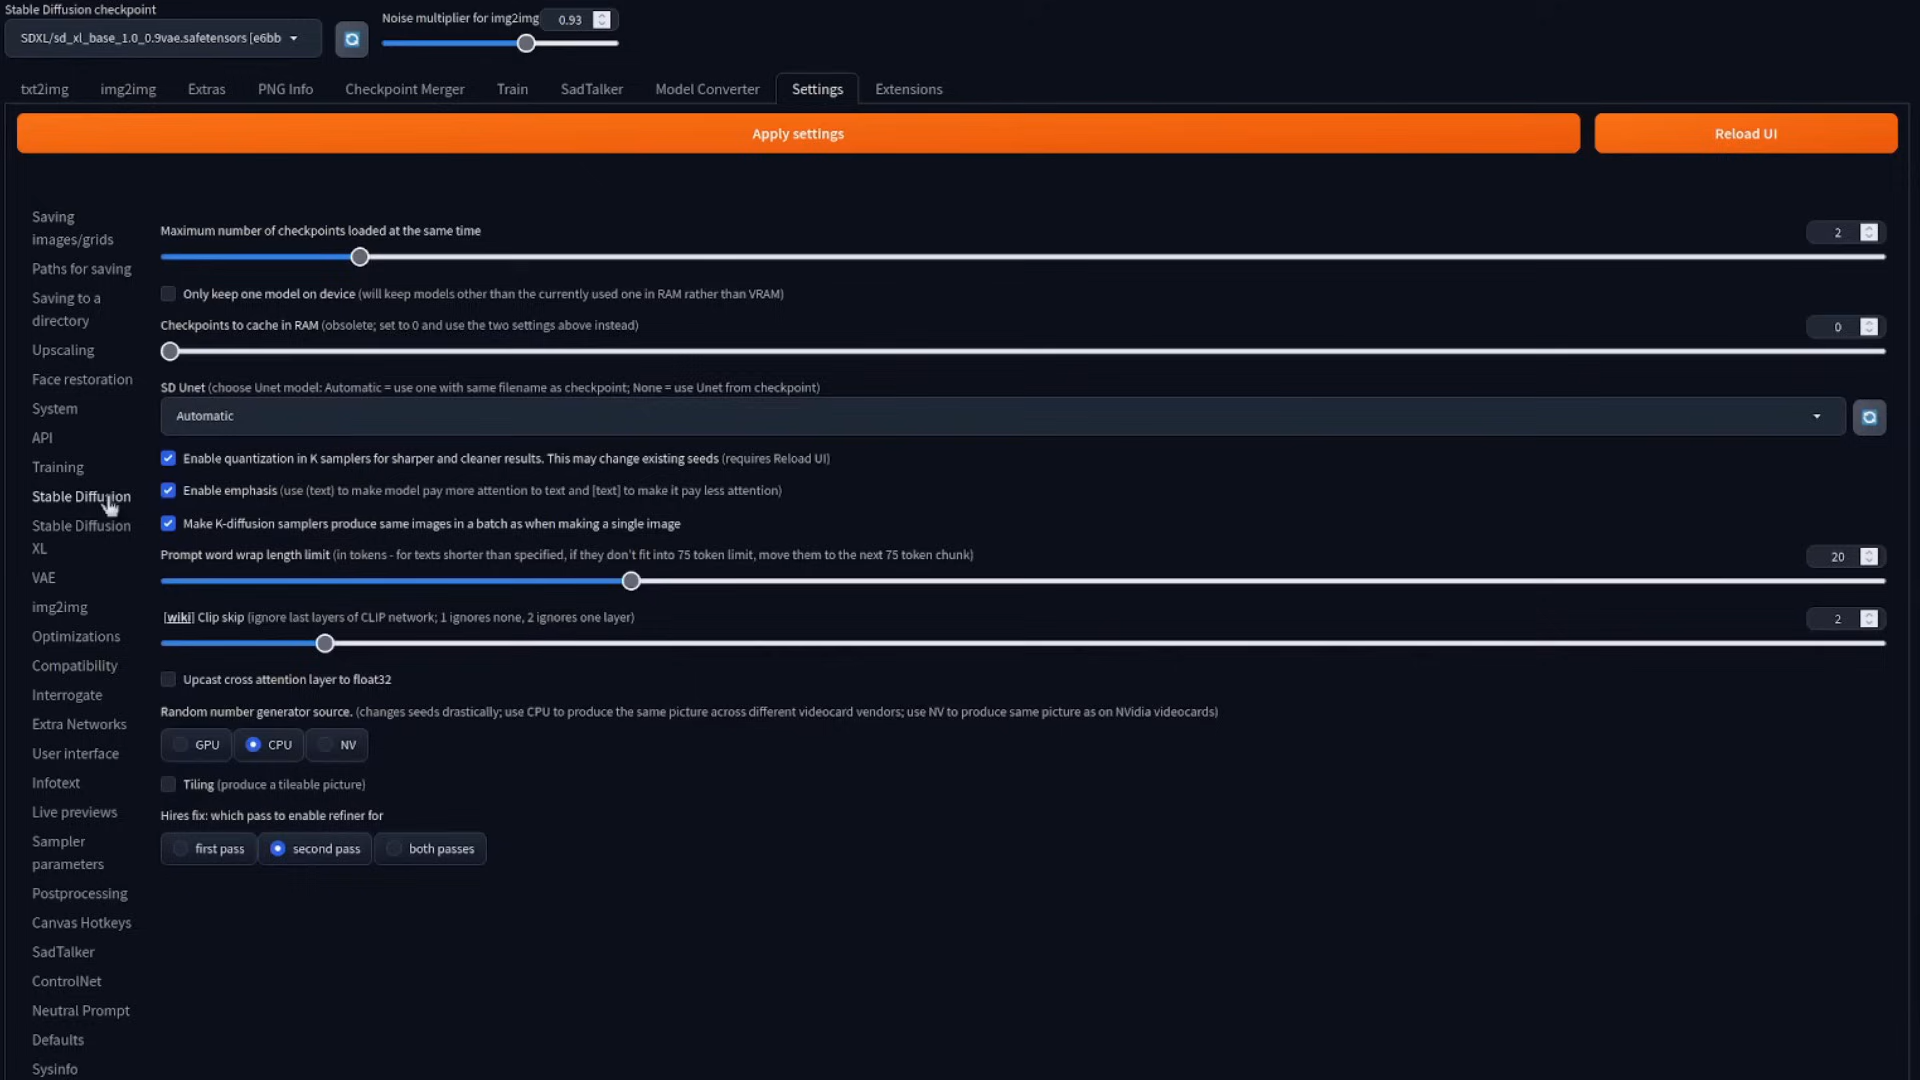 Stable Diffusion checkpoint
SDXL/sd_xl_base_1.0_0.9vae.safetensors [e6bb
Noise multiplier for img2img 0.93
txt2img img2img Extras PNG Info Checkpoint Merger Train SadTalker Model Converter Settings Extensions
Apply settings Reload UI
Saving
images/grids
Paths for saving
Saving to a
directory
Upscaling
Face restoration
System
API
Training
Stable Diffusion
Stable Diffusion
XL
VAE
img2img
Optimizations
Compatibility
Interrogate
Extra Networks
User interface
Infotext
Live previews
Sampler
parameters
Postprocessing
Canvas Hotkeys
SadTalker
ControlNet
Neutral Prompt
Defaults
Sysinfo
Maximum number of checkpoints loaded at the same time 2
Only keep one model on device (will keep models other than the currently used one in RAM rather than VRAM)
Checkpoints to cache in RAM (obsolete; set to 0 and use the two settings above instead) 0
SD Unet (choose Unet model: Automatic = use one with same filename as checkpoint; None = use Unet from checkpoint)
Automatic
Enable quantization in K samplers for sharper and cleaner results. This may change existing seeds (requires Reload UI)
Enable emphasis (use (text) to make model pay more attention to text and [text] to make it pay less attention)
Make K-diffusion samplers produce same images in a batch as when making a single image
Prompt word wrap length limit (in tokens - for texts shorter than specified, if they don't fit into 75 token limit, move them to the next 75 token chunk) 20
[wiki] Clip skip (ignore last layers of CLIP network; 1 ignores none, 2 ignores one layer) 2
Upcast cross attention layer to float32
Random number generator source. (changes seeds drastically; use CPU to produce the same picture across different videocard vendors; use NV to produce same picture as on NVidia videocards)
GPU CPU NV
Tiling (produce a tileable picture)
Hires fix: which pass to enable refiner for
first pass second pass both passes